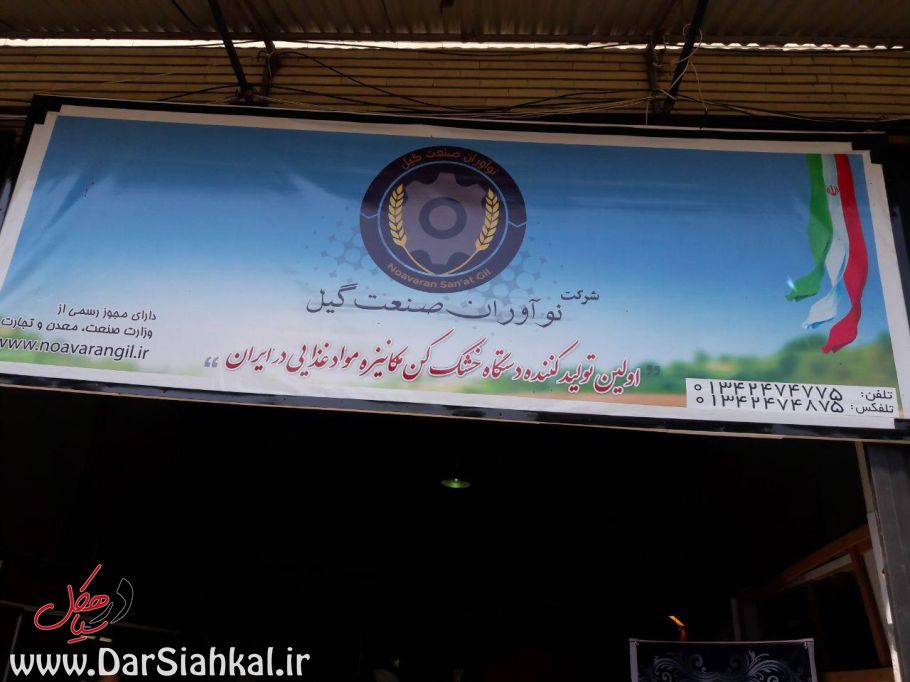 نوآوران صنعت گیل
Noavaran San'at Gil
شرکت
نوآوران صنعت گیل
دارای مجوز رسمی از
وزارت صنعت، معدن و تجارت
www.noavarangil.ir
"اولین تولید کننده دستگاه خشک کن مکانیزه مواد غذایی در ایران"
تلفن: ۰۱۳۴۲۴۷۴۷۷۵
تلفکس: ۰۱۳۴۲۴۷۴۸۷۵
در سیاهکل
www.DarSiahkal.ir